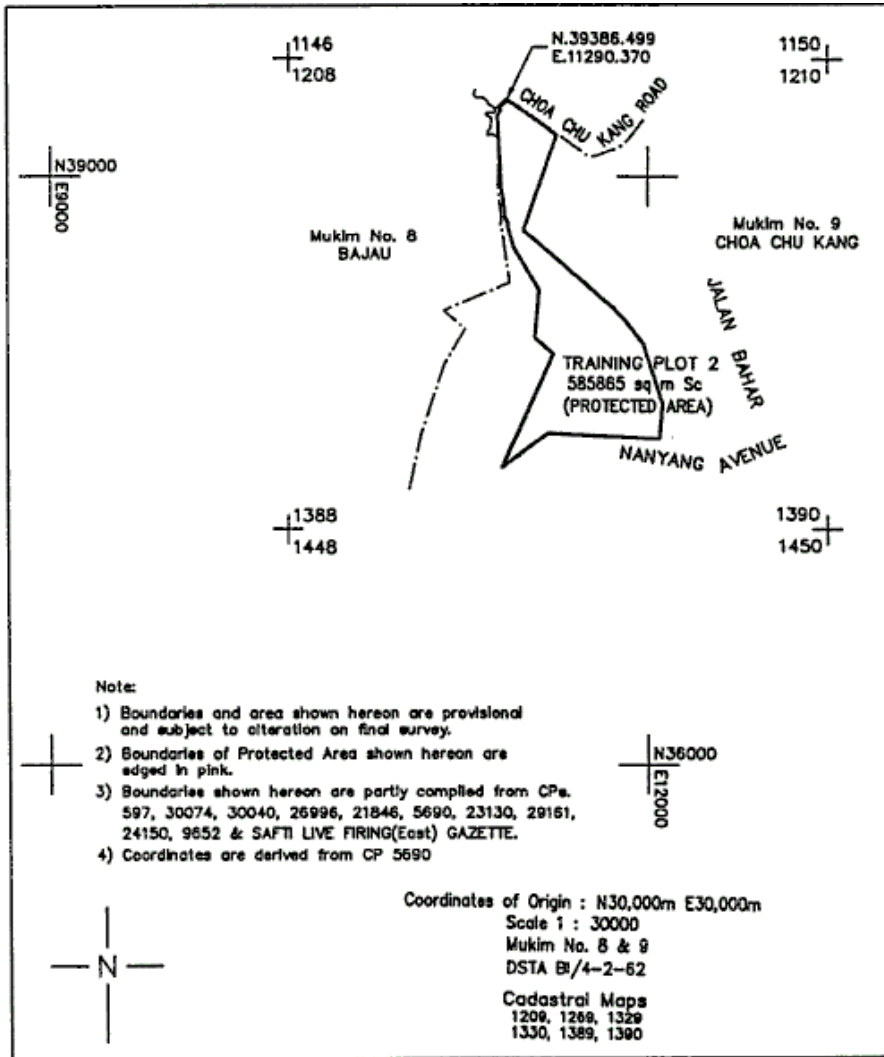 N.39386.499
E.11290.370
1146
1208
1150
1210
CHOA CHU KANG ROAD
N39000
E9000
Mukim No. 8
BAJAU
Mukim No. 9
CHOA CHU KANG
JALAN BAHAR
TRAINING PLOT 2
585865 sq m Sc
(PROTECTED AREA)
NANYANG AVENUE
1388
1448
1390
1450
Note:
1) Boundaries and area shown hereon are provisional
and subject to alteration on final survey.
2) Boundaries of Protected Area shown hereon are
edged in pink.
3) Boundaries shown hereon are partly compiled from CPs.
597, 30074, 30040, 26996, 21846, 5690, 23130, 29161,
24150, 9652 & SAFTI LIVE FIRING(East) GAZETTE.
4) Coordinates are derived from CP 5690
N36000
E12000
Coordinates of Origin : N30,000m E30,000m
Scale 1 : 30000
Mukim No. 8 & 9
DSTA /4-2-62
Cadastral Maps
1209, 1269, 1329
1330, 1389, 1390
N